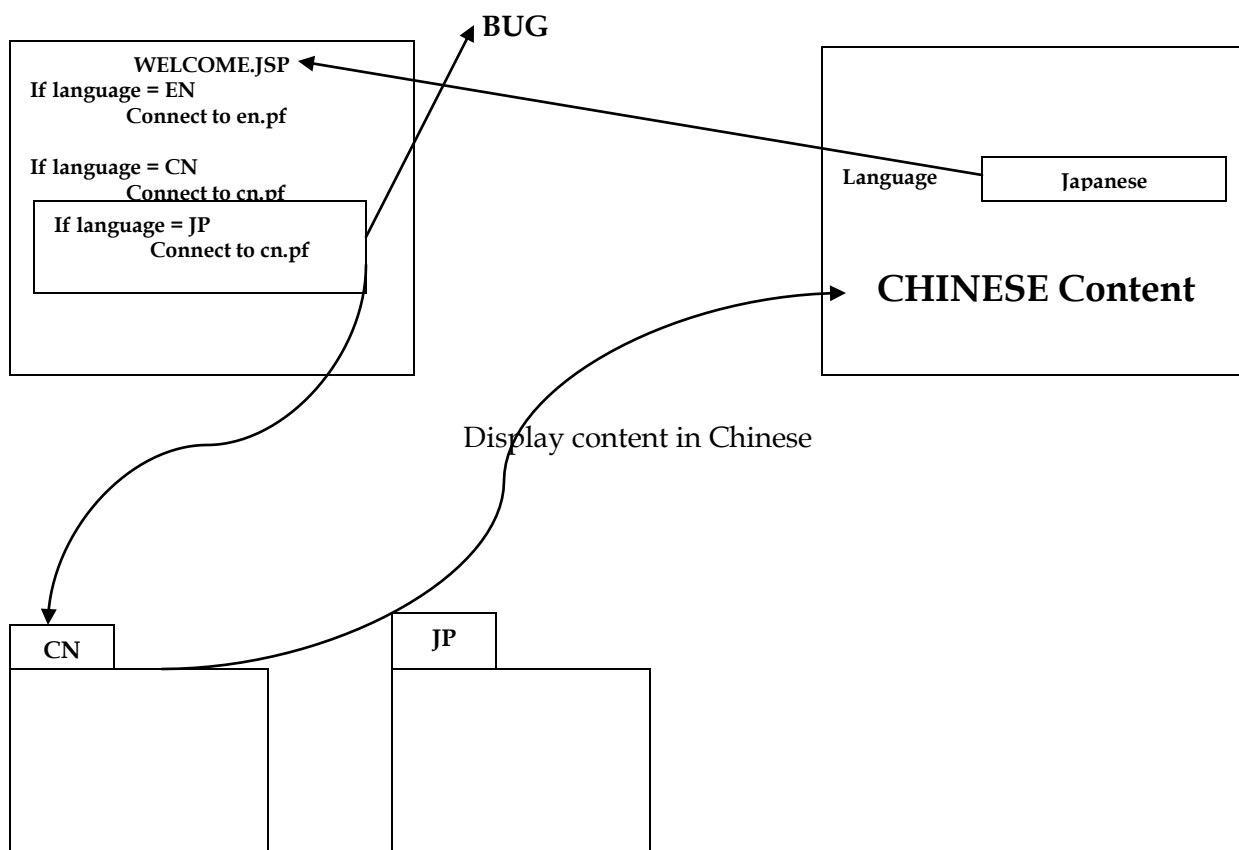 BUG
WELCOME.JSP
If language = EN
Connect to en.pf
If language = CN
Connect to cn.pf
If language = JP
Connect to cn.pf
Language
Japanese
CHINESE Content
Display content in Chinese
CN
JP